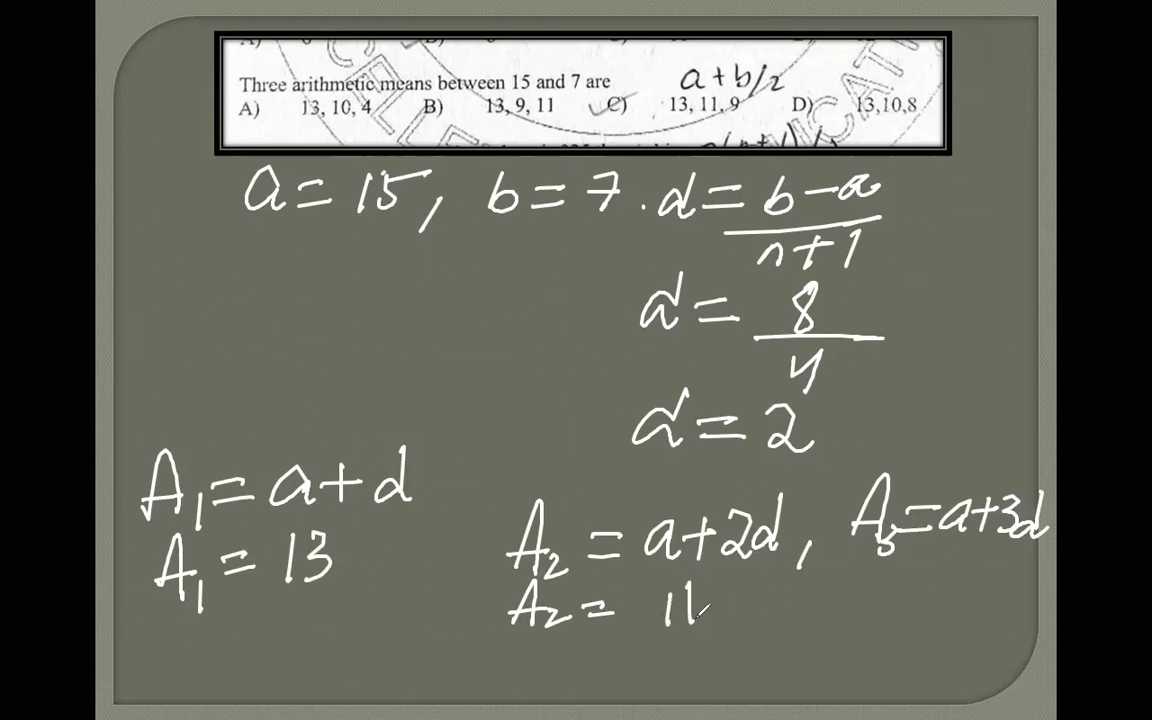 Three arithmetic means between 15 and 7 are a+b/2
A) 13, 10, 4 B) 13, 9, 11 C) 13, 11, 9 D) 13,10,8
a = 15, b = 7 . d = b-a
n+1
d = 8
4
d = 2
A1 = a+d
A2 = a+2d, A3 = a+3d
A1 = 13
A2 = 11